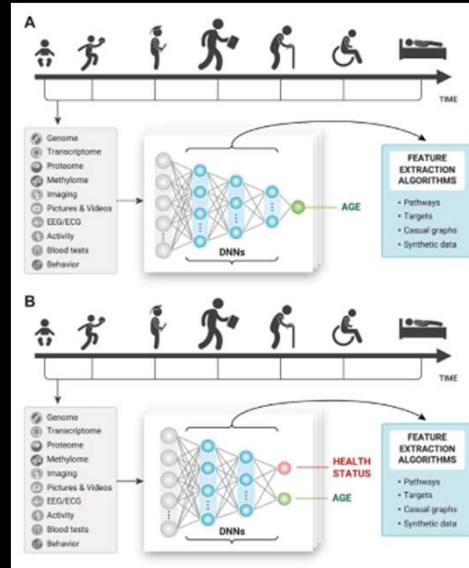 A
TIME
Genome
Transcriptome
Proteome
Methylome
Imaging
Pictures & Videos
EEG/ECG
Activity
Blood tests
Behavior
DNNs
AGE
FEATURE
EXTRACTION
ALGORITHMS
• Pathways
• Targets
• Casual graphs
• Synthetic data
B
TIME
Genome
Transcriptome
Proteome
Methylome
Imaging
Pictures & Videos
EEG/ECG
Activity
Blood tests
Behavior
DNNs
HEALTH
STATUS
AGE
FEATURE
EXTRACTION
ALGORITHMS
• Pathways
• Targets
• Casual graphs
• Synthetic data